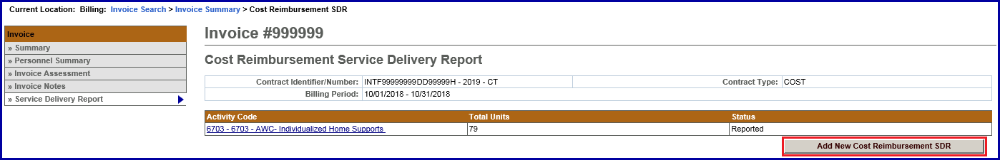 Current Location: Billing: Invoice Search > Invoice Summary > Cost Reimbursement SDR
Invoice
» Summary
» Personnel Summary
» Invoice Assessment
» Invoice Notes
» Service Delivery Report
Invoice #999999
Cost Reimbursement Service Delivery Report
Contract Identifier/Number: INTF99999999DD99999H - 2019 - CT Contract Type: COST
Billing Period: 10/01/2018 - 10/31/2018
Activity Code Total Units Status
6703 - 6703 - AWC- Individualized Home Supports 79 Reported
Add New Cost Reimbursement SDR